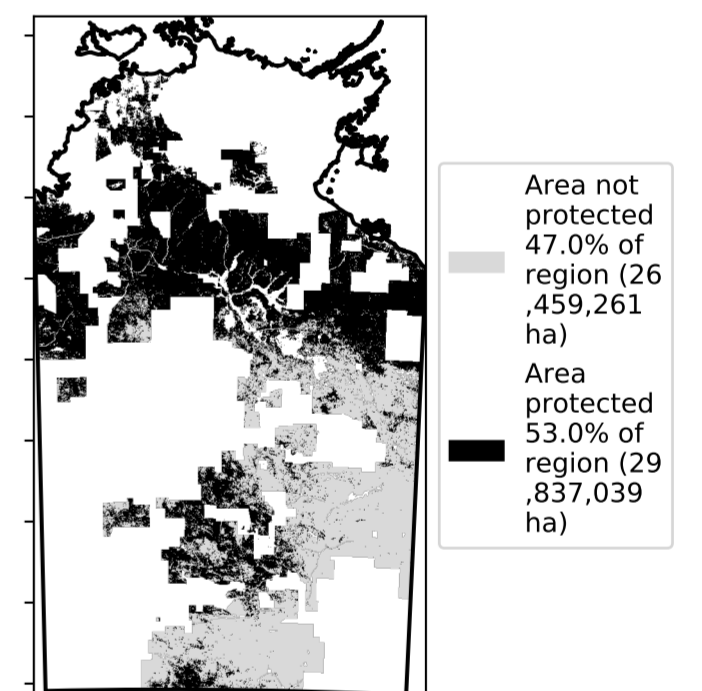 Area not
protected
47.0% of
region (26
,459,261
ha)
Area
protected
53.0% of
region (29
,837,039
ha)